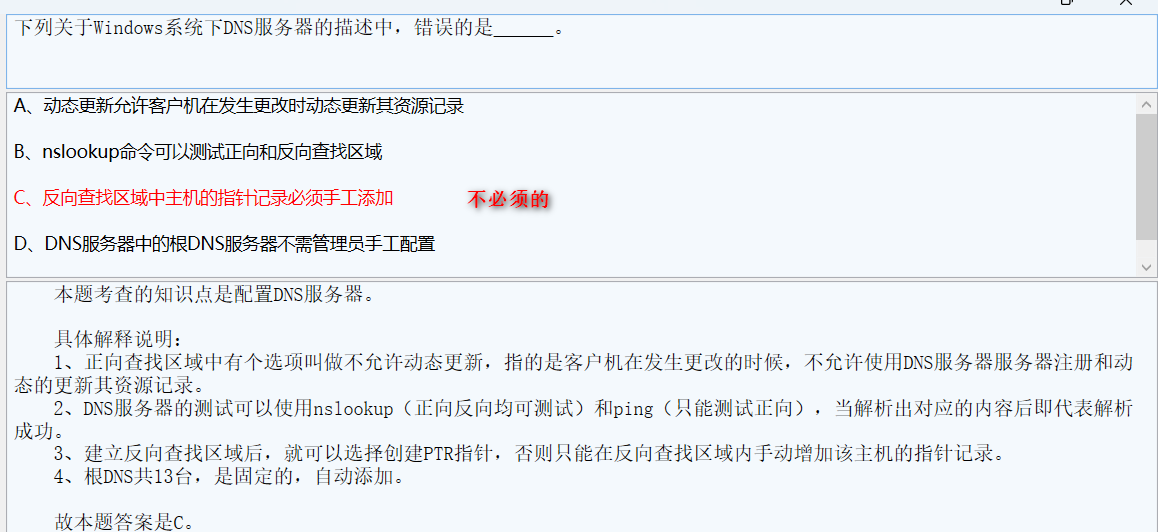 下列关于Windows系统下DNS服务器的描述中，错误的是______。
A、动态更新允许客户机在发生更改时动态更新其资源记录
B、nslookup命令可以测试正向和反向查找区域
C、反向查找区域中主机的指针记录必须手工添加 不必须的
D、DNS服务器中的根DNS服务器不需管理员手工配置
本题考查的知识点是配置DNS服务器。
具体解释说明：
1、正向查找区域中有个选项叫做不允许动态更新，指的是客户机在发生更改的时候，不允许使用DNS服务器服务器注册和动
态的更新其资源记录。
2、DNS服务器的测试可以使用nslookup（正向反向均可测试）和ping（只能测试正向），当解析出对应的内容后即代表解析
成功。
3、建立反向查找区域后，就可以选择创建PTR指针，否则只能在反向查找区域内手动增加该主机的指针记录。
4、根DNS共13台，是固定的，自动添加。
故本题答案是C。